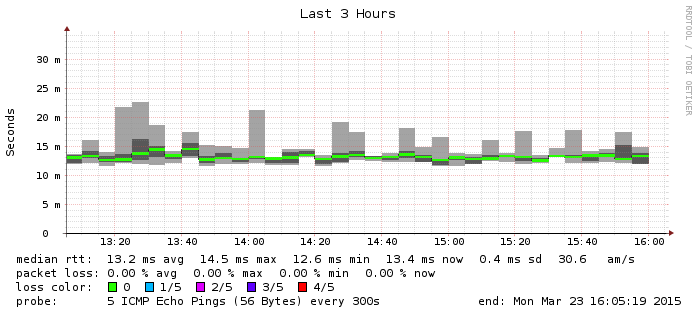 Last 3 Hours
RRDTOOL / TOBI OETIKER
Seconds
30 m
25 m
20 m
15 m
10 m
5 m
0
13:20 13:40 14:00 14:20 14:40 15:00 15:20 15:40 16:00
median rtt: 13.2 ms avg 14.5 ms max 12.6 ms min 13.4 ms now 0.4 ms sd 30.6 am/s
packet loss: 0.00 % avg 0.00 % max 0.00 % min 0.00 % now
loss color: 0 1/5 2/5 3/5 4/5
probe: 5 ICMP Echo Pings (56 Bytes) every 300s end: Mon Mar 23 16:05:19 2015